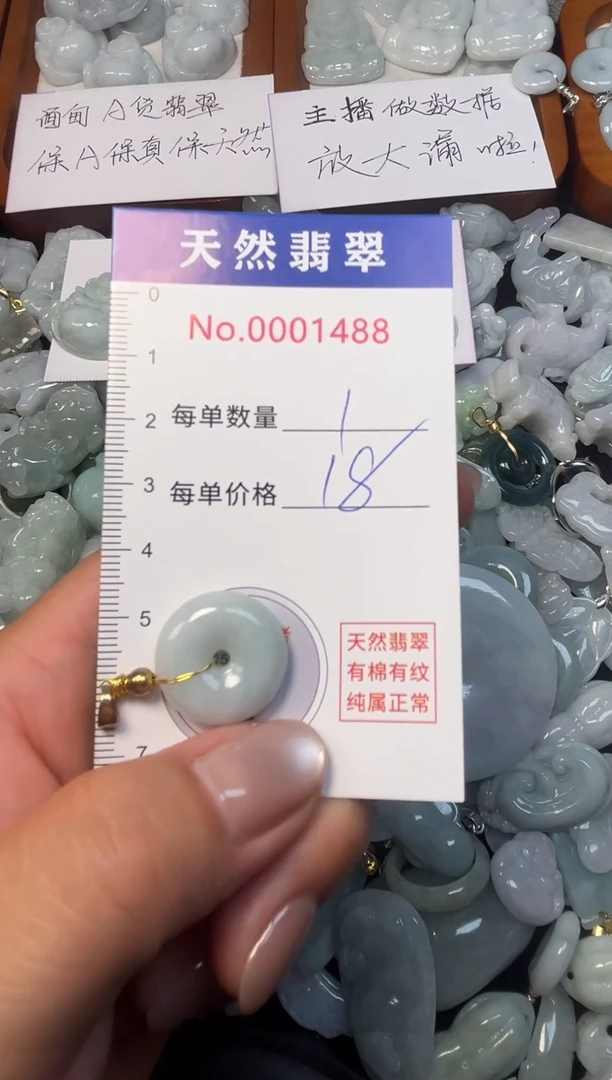 缅甸A货翡翠
保A保真保天然
主播做数据
放大漏啦!
天然翡翠
0
No.0001488
1
2
每单数量 1
3
每单价格 18
4
5
天然翡翠
有棉有纹
纯属正常
7